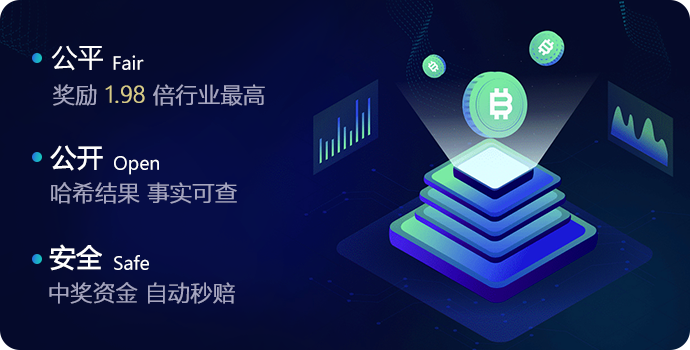 公平 Fair
奖励 1.98 倍行业最高
公开 Open
哈希结果 事实可查
安全 Safe
中奖资金 自动秒赔